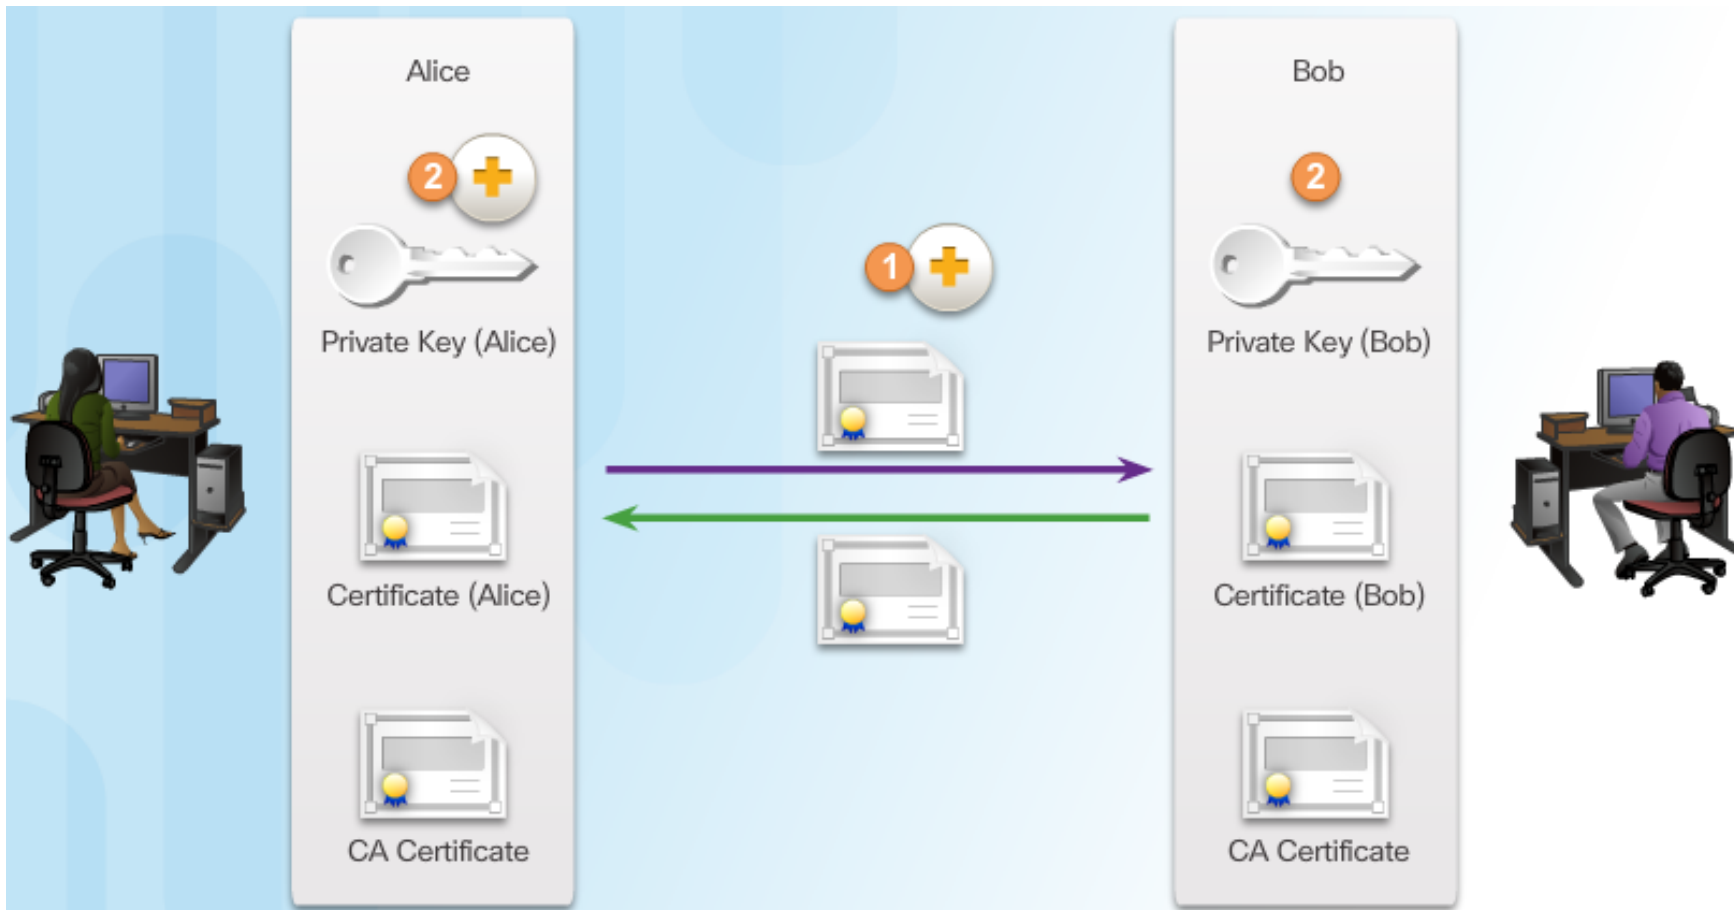 Alice
2
Private Key (Alice)
Certificate (Alice)
CA Certificate
1
Bob
2
Private Key (Bob)
Certificate (Bob)
CA Certificate